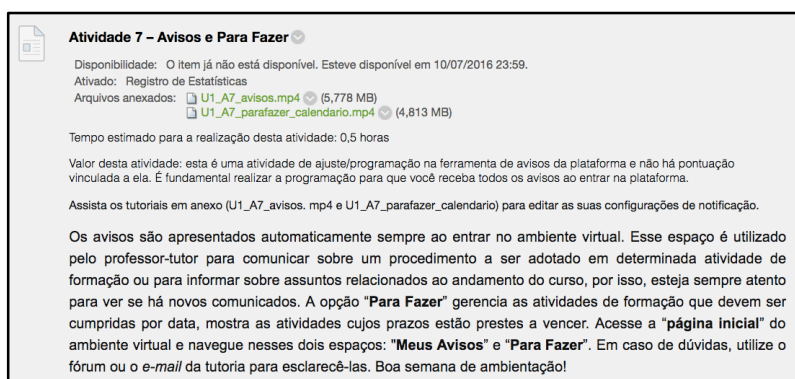 Atividade 7 – Avisos e Para Fazer
Disponibilidade: O item já não está disponível. Esteve disponível em 10/07/2016 23:59.
Ativado: Registro de Estatísticas
Arquivos anexados: U1_A7_avisos.mp4 (5,778 MB)
U1_A7_parafazer_calendario.mp4 (4,813 MB)
Tempo estimado para a realização desta atividade: 0,5 horas
Valor desta atividade: esta é uma atividade de ajuste/programação na ferramenta de avisos da plataforma e não há pontuação
vinculada a ela. É fundamental realizar a programação para que você receba todos os avisos ao entrar na plataforma.
Assista os tutoriais em anexo (U1_A7_avisos. mp4 e U1_A7_parafazer_calendario) para editar as suas configurações de notificação.
Os avisos são apresentados automaticamente sempre ao entrar no ambiente virtual. Esse espaço é utilizado
pelo professor-tutor para comunicar sobre um procedimento a ser adotado em determinada atividade de
formação ou para informar sobre assuntos relacionados ao andamento do curso, por isso, esteja sempre atento
para ver se há novos comunicados. A opção “Para Fazer” gerencia as atividades de formação que devem ser
cumpridas por data, mostra as atividades cujos prazos estão prestes a vencer. Acesse a “página inicial” do
ambiente virtual e navegue nesses dois espaços: "Meus Avisos" e “Para Fazer”. Em caso de dúvidas, utilize o
fórum ou o e-mail da tutoria para esclarecê-las. Boa semana de ambientação!